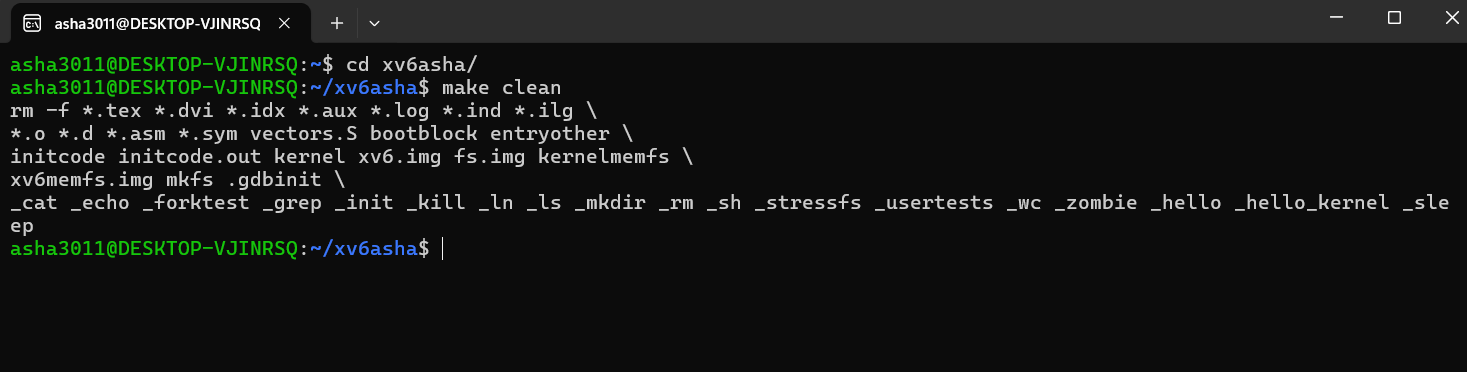 asha3011@DESKTOP-VJINRSQ
asha3011@DESKTOP-VJINRSQ:~$ cd xv6asha/
asha3011@DESKTOP-VJINRSQ:~/xv6asha$ make clean
rm -f *.tex *.dvi *.idx *.aux *.log *.ind *.ilg \
*.o *.d *.asm *.sym vectors.S bootblock entryother \
initcode initcode.out kernel xv6.img fs.img kernelmemfs \
xv6memfs.img mkfs .gdbinit \
_cat _echo _forktest _grep _init _kill _ln _ls _mkdir _rm _sh _stressfs _usertests _wc _zombie _hello _hello_kernel _sle
ep
asha3011@DESKTOP-VJINRSQ:~/xv6asha$